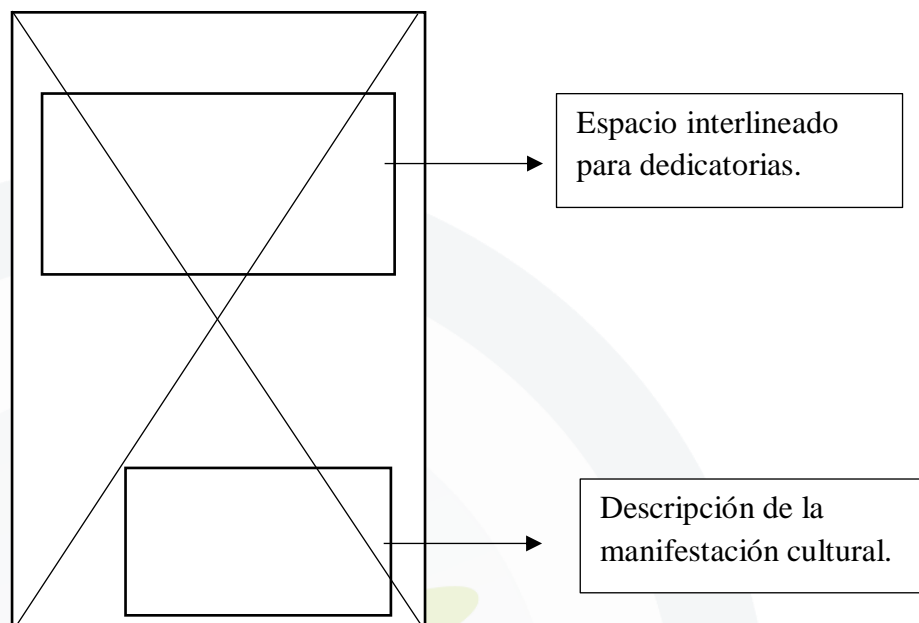 Espacio interlineado
para dedicatorias.
Descripción de la
manifestación cultural.